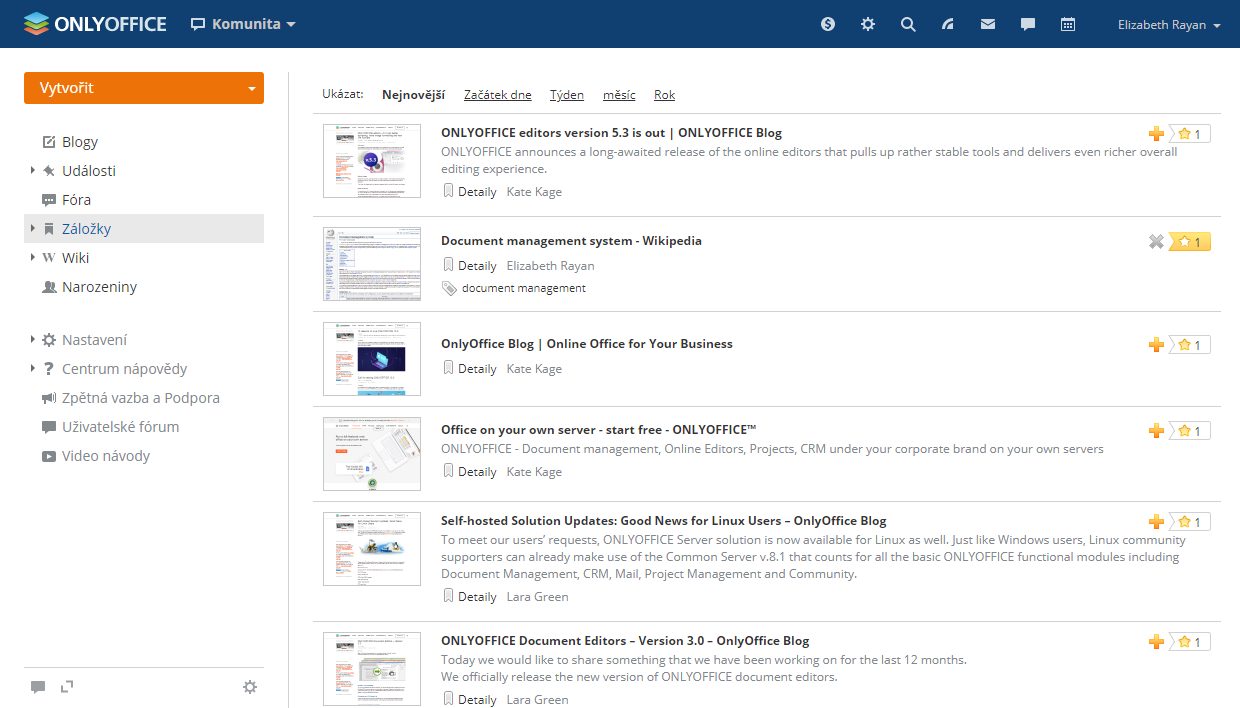 ONLYOFFICE
Komunita
Elizabeth Rayan
Vytvořit
Blogy
Události
Fóra
Záložky
Wiki
Narozeniny
Nastavení
Centrum nápovědy
Zpětná vazba a Podpora
Uživatelské fórum
Video návody
Ukázat: Nejnovější Začátek dne Týden měsíc Rok
ONLYOFFICE editors version 5.3 is out | ONLYOFFICE Blog
1
ONLYOFFICE announces a long-awaited release of the online editors that pulls up rather stable tools and delivers even richer overall
editing experience.
Detaily Kate Kage
Document management system - Wikipedia
1
Detaily Elizabeth Rayan
document management
OnlyOffice Blog | Online Office for Your Business
1
Detaily Kate Kage
Office on your own server - start free - ONLYOFFICE™
1
ONLYOFFICE - Document management, Online Editors, Projects, CRM under your corporate brand on your own servers
Detaily Kate Kage
Self-hosted Solution Updates: Good News for Linux Users – OnlyOffice Blog
1
To meet our users’ requests, ONLYOFFICE Server solution is now available for Linux as well. Just like Windows users, Linux community
supporters can already make use of the Common Server v.8.1 that counts for all the basic ONLYOFFICE functional modules including
Document Management, CRM, Mail, Project Management and Community.
Detaily Lara Green
ONLYOFFICE Document Editors – Version 3.0 – OnlyOffice Blog
1
Today we would like to share something that we have been working on for the last 12 months.
We officially release the new version of ONLYOFFICE document editors.
Detaily Lara Green